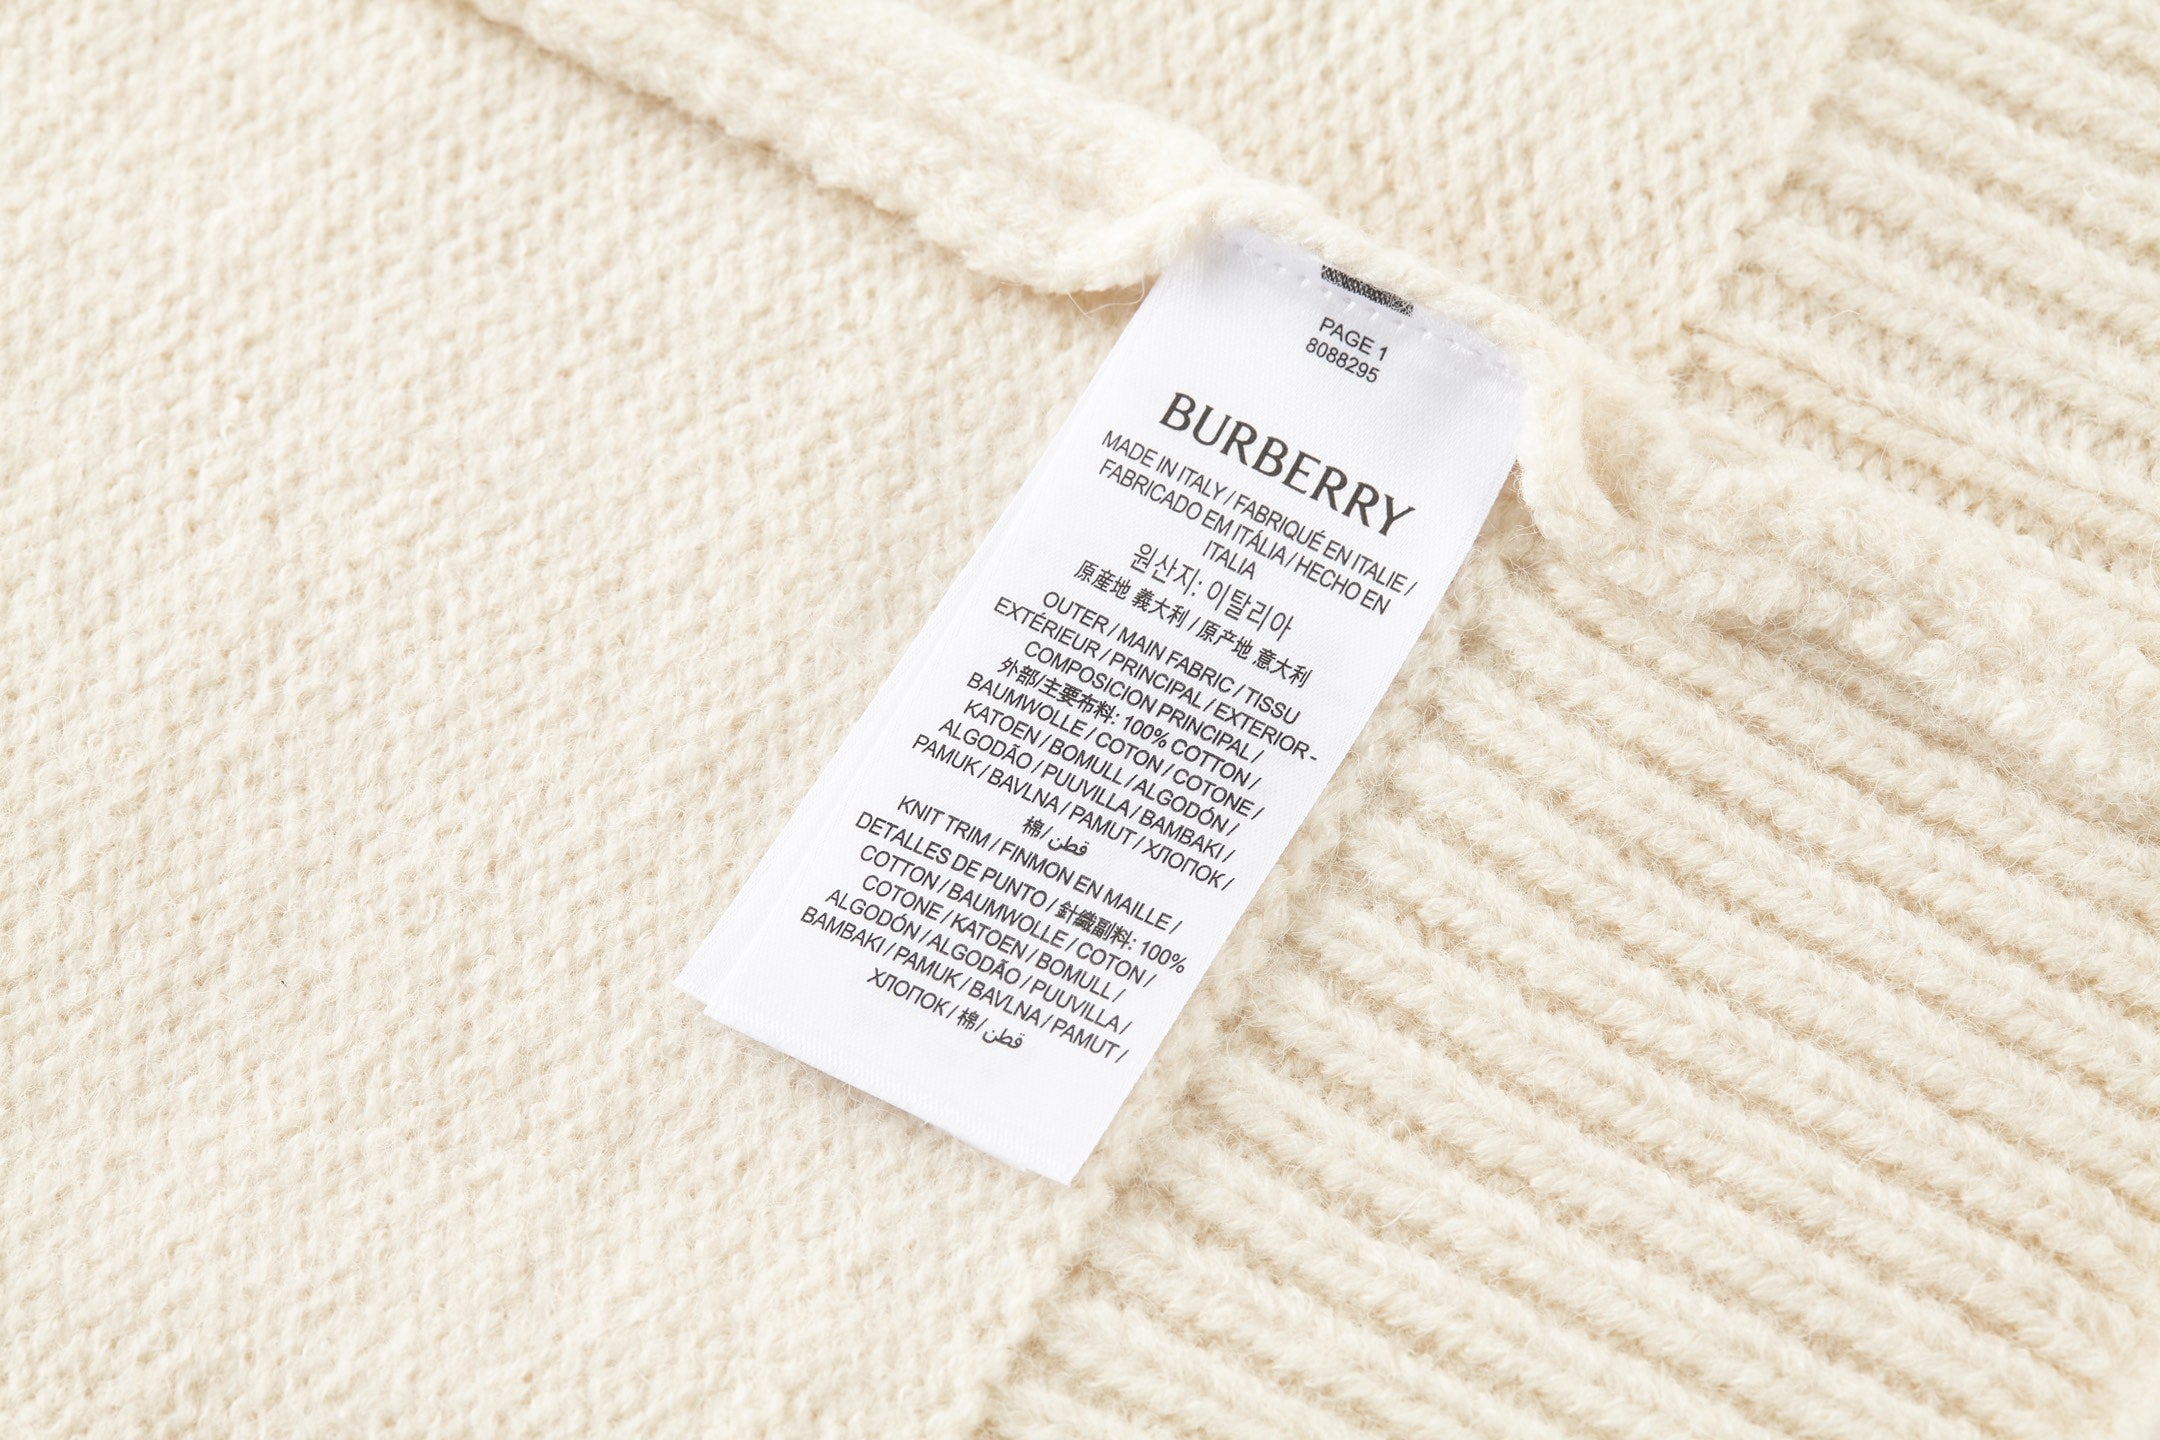 PAGE 1
8088295
BURBERRY
MADE IN ITALY / FABRIQUÉ EN ITALIE /
FABRICADO EM ITÁLIA / HECHO EN
ITALIA
원산지: 이탈리아
原產地 義大利 / 原产地 意大利
OUTER / MAIN FABRIC / TISSU
EXTÉRIEUR / PRINCIPAL / EXTERIOR -
COMPOSICION PRINCIPAL /
外部/主要布料: 100% COTTON /
BAUMWOLLE / COTON / COTONE /
KATOEN / BOMULL / ALGODÓN /
ALGODÃO / PUUVILLA / BAMBAKI /
PAMUK / BAVLNA / PAMUT / ХЛОПОК /
棉/ قطن
KNIT TRIM / FINMON EN MAILLE /
DETALLES DE PUNTO / 針織副料: 100%
COTTON / BAUMWOLLE / COTON /
COTONE / KATOEN / BOMULL /
ALGODÓN / ALGODÃO / PUUVILLA /
BAMBAKI / PAMUK / BAVLNA / PAMUT /
ХЛОПОК / 棉/ قطن